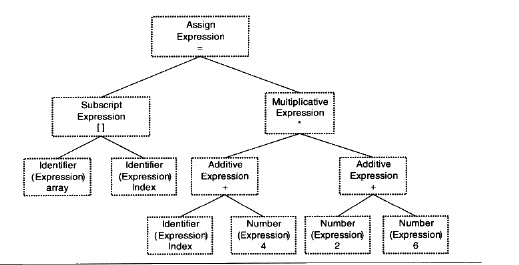 Assign
Expression
=
Subscript
Expression
[ ]
Multiplicative
Expression
*
Identifier
(Expression)
array
Identifier
(Expression)
Index
Additive
Expression
+
Additive
Expression
+
Identifier
(Expression)
Index
Number
(Expression)
4
Number
(Expression)
2
Number
(Expression)
6